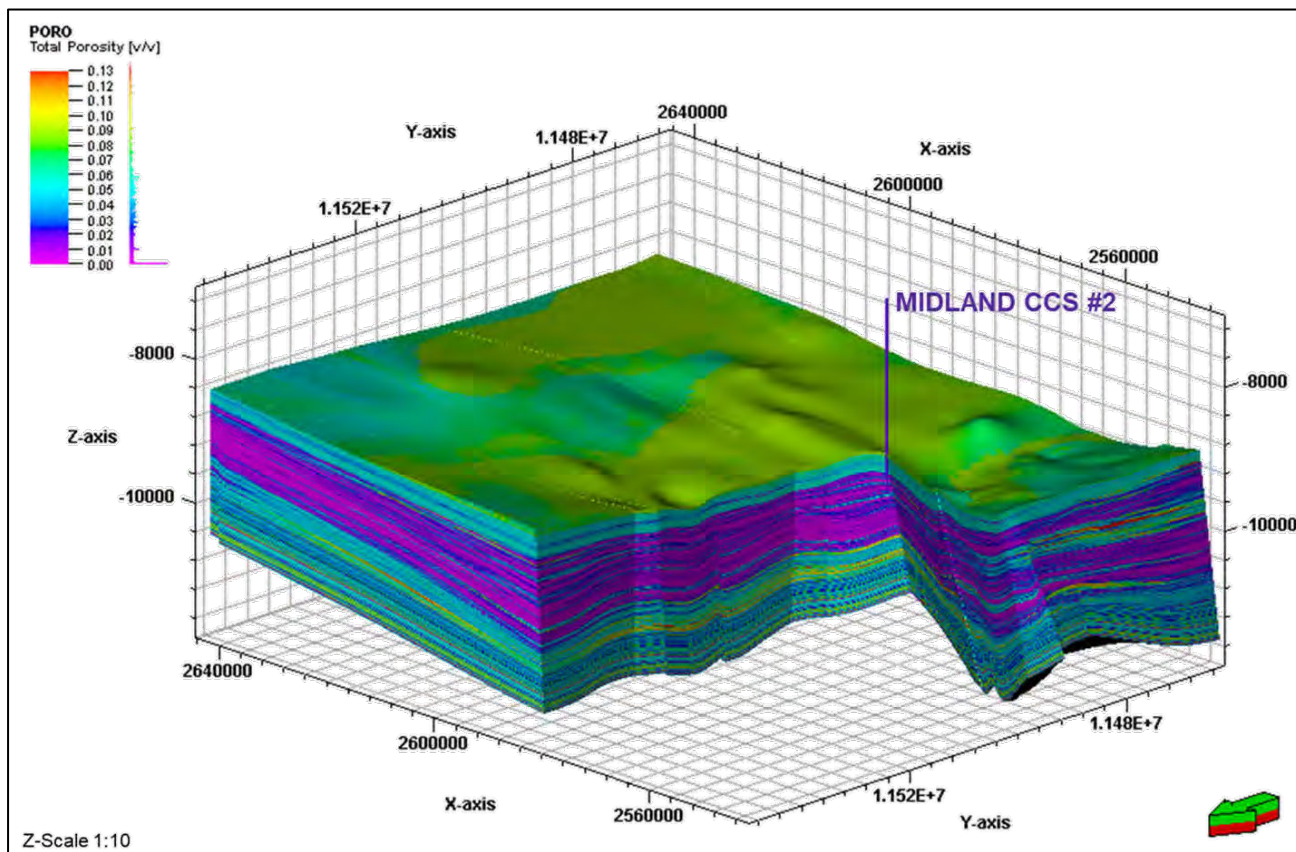 PORO
Total Porosity [v/v]
0.13
0.12
0.11
0.10
0.09
0.08
0.07
0.06
0.05
0.04
0.03
0.02
0.01
0.00
2640000
Y-axis
1.148E+7
X-axis
2600000
1.152E+7
2560000
MIDLAND CCS #2
-8000
-8000
Z-axis
-10000
-10000
2640000
1.148E+7
2600000
1.152E+7
X-axis
2560000
Y-axis
Z-Scale 1:10